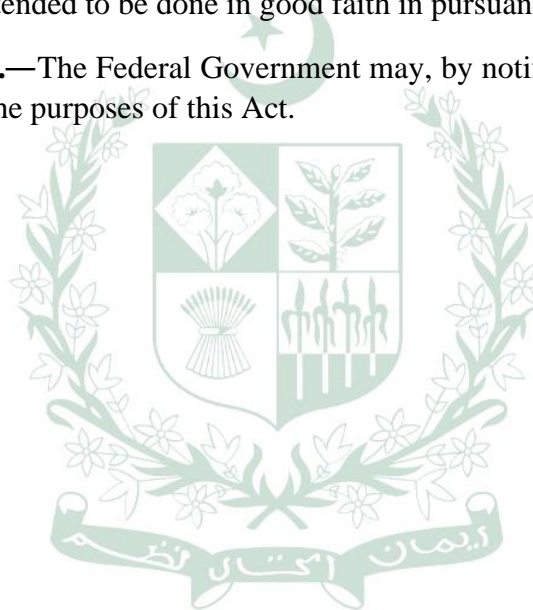 tended to be done in good faith in pursuan
.—The Federal Government may, by notif
he purposes of this Act.
ایمان اتحاد نظم